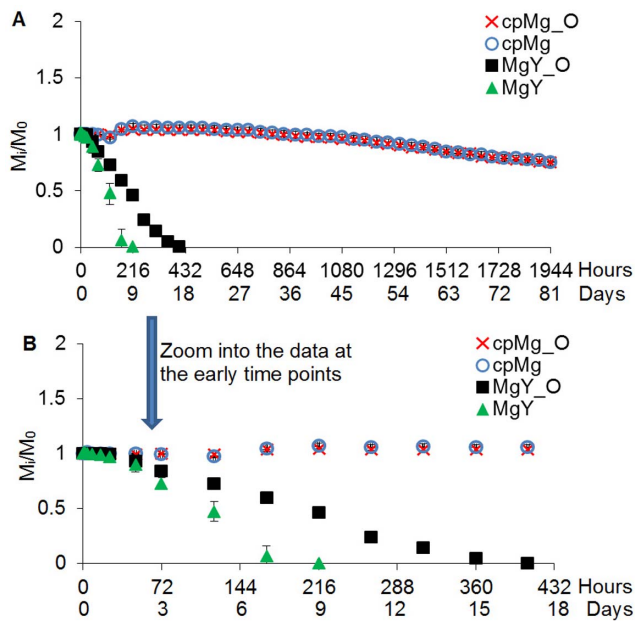 A
cpMg_O
cpMg
MgY_O
MgY
2
1.5
1
0.5
0
Mi/M0
0 216 432 648 864 1080 1296 1512 1728 1944 Hours
0 9 18 27 36 45 54 63 72 81 Days
Zoom into the data at
the early time points
B
cpMg_O
cpMg
MgY_O
MgY
2
1.5
1
0.5
0
Mi/M0
0 72 144 216 288 360 432 Hours
0 3 6 9 12 15 18 Days